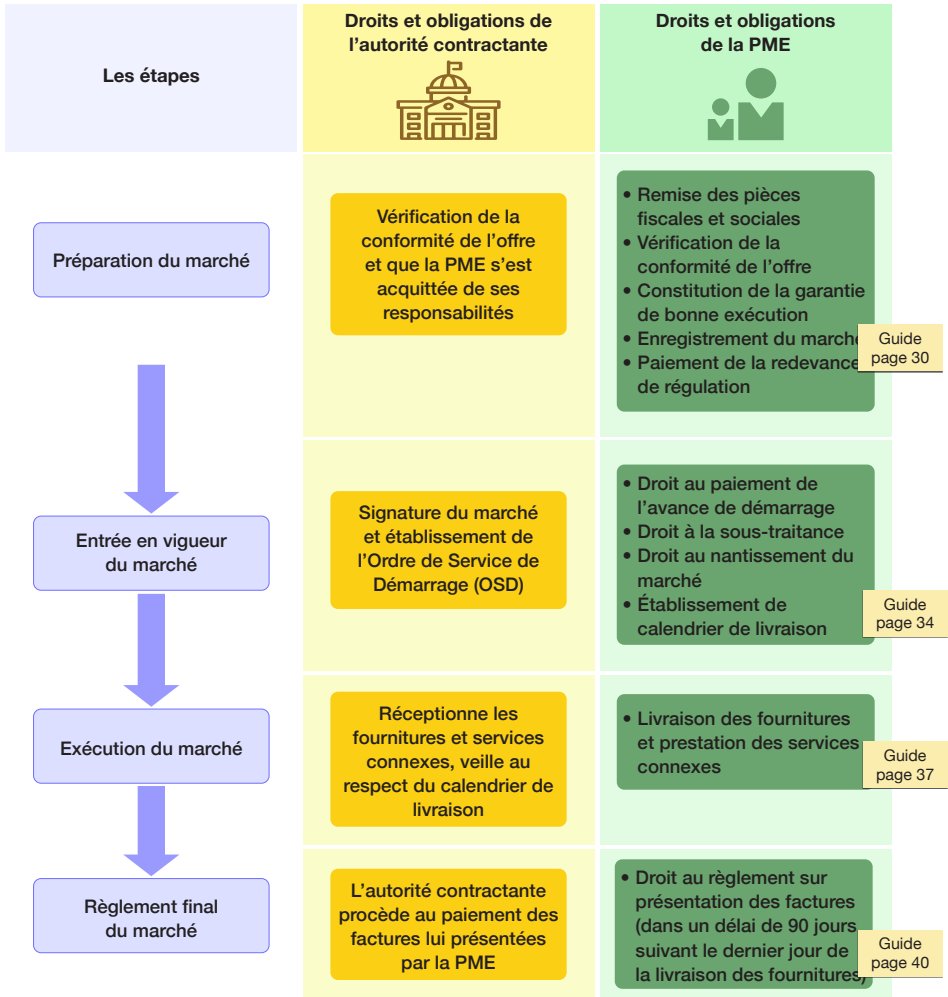 Les étapes
Droits et obligations de
l'autorité contractante
Droits et obligations
de la PME
Préparation du marché
Vérification de la
conformité de l'offre
et que la PME s'est
acquittée de ses
responsabilités
• Remise des pièces
fiscales et sociales
• Vérification de la
conformité de l'offre
• Constitution de la garantie
de bonne exécution
• Enregistrement du marché
• Paiement de la redevance
de régulation
Guide
page 30
Entrée en vigueur
du marché
Signature du marché
et établissement de
l'Ordre de Service de
Démarrage (OSD)
• Droit au paiement de
l'avance de démarrage
• Droit à la sous-traitance
• Droit au nantissement du
marché
• Établissement de
calendrier de livraison
Guide
page 34
Exécution du marché
Réceptionne les
fournitures et services
connexes, veille au
respect du calendrier de
livraison
• Livraison des fournitures
et prestation des services
connexes
Guide
page 37
Règlement final
du marché
L'autorité contractante
procède au paiement des
factures lui présentées
par la PME
• Droit au règlement sur
présentation des factures
(dans un délai de 90 jours
suivant le dernier jour de
la livraison des fournitures)
Guide
page 40